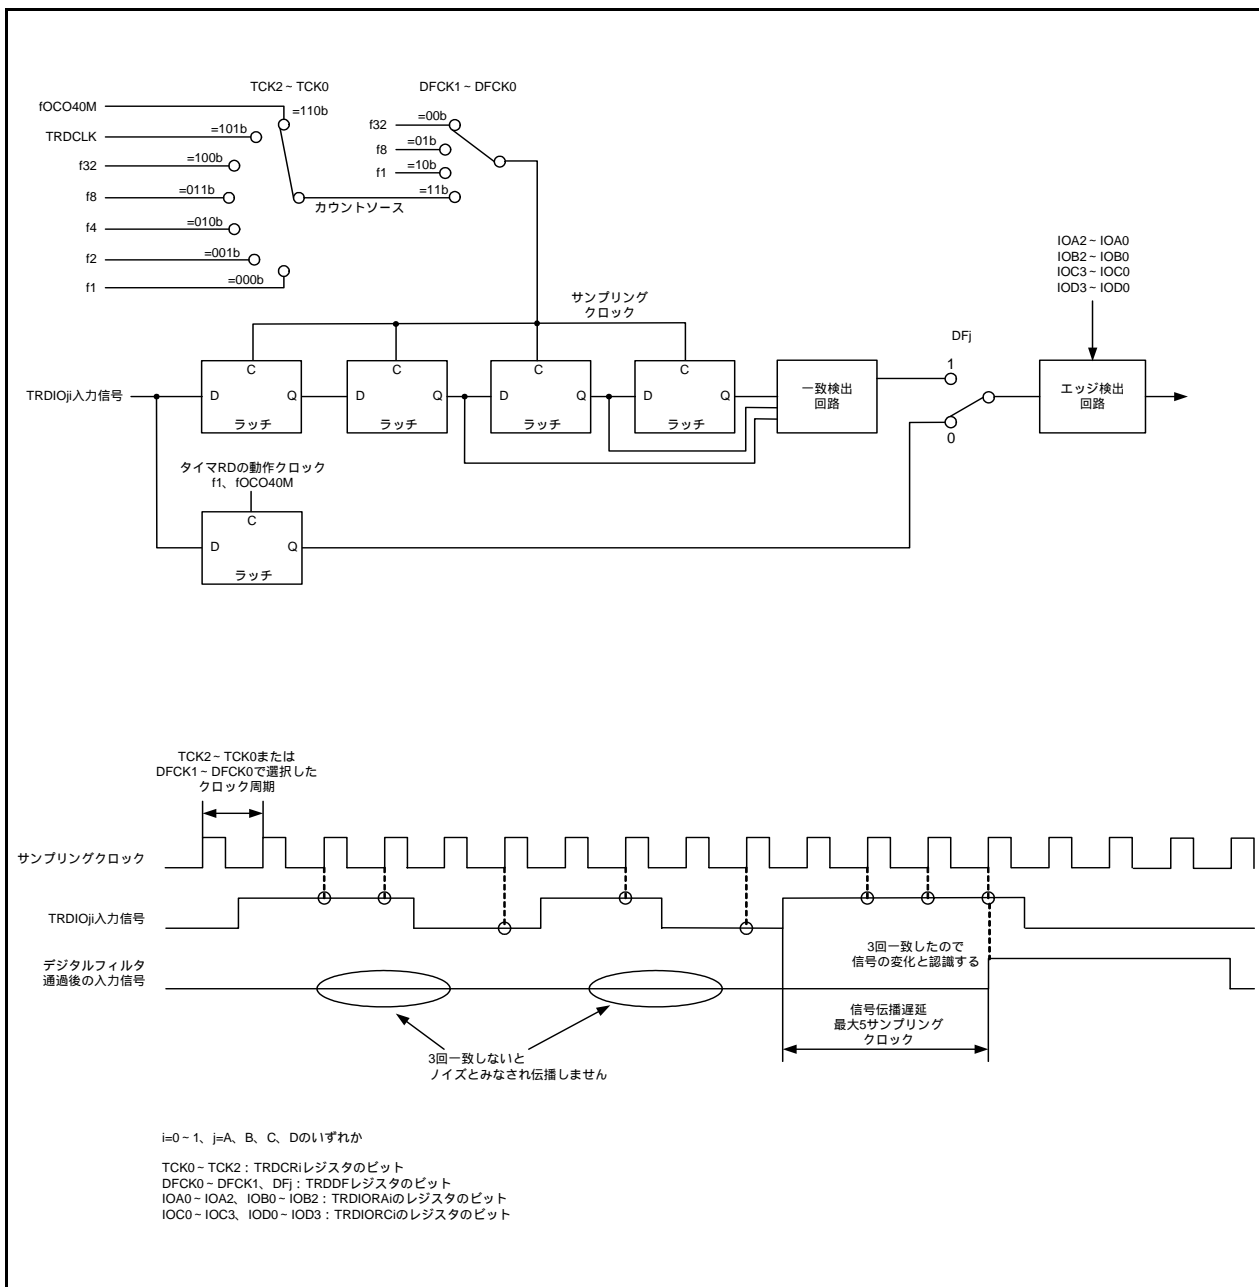 TCK2~TCK0
DFCK1~DFCK0
fOCO40M
=110b
TRDCLK
=101b
f32
=100b
f8
=011b
f4
=010b
f2
=001b
f1
=000b
f32
=00b
f8
=01b
f1
=10b
=11b
カウントソース
サンプリング
クロック
IOA2~IOA0
IOB2~IOB0
IOC3~IOC0
IOD3~IOD0
TRDIOji入力信号
C
D
Q
ラッチ
C
D
Q
ラッチ
C
D
Q
ラッチ
C
D
Q
ラッチ
一致検出
回路
DFj
1
0
エッジ検出
回路
タイマRDの動作クロック
f1、fOCO40M
C
D
Q
ラッチ
TCK2~TCK0または
DFCK1~DFCK0で選択した
クロック周期
サンプリングクロック
TRDIOji入力信号
3回一致したので
信号の変化と認識する
デジタルフィルタ
通過後の入力信号
信号伝播遅延
最大5サンプリング
クロック
3回一致しないと
ノイズとみなされ伝播しません
i=0~1、j=A、B、C、Dのいずれか
TCK0~TCK2：TRDCRiレジスタのビット
DFCK0~DFCK1、DFj：TRDDFレジスタのビット
IOA0~IOA2、IOB0~IOB2：TRDIORAiのレジスタのビット
IOC0~IOC3、IOD0~IOD3：TRDIORCiのレジスタのビット